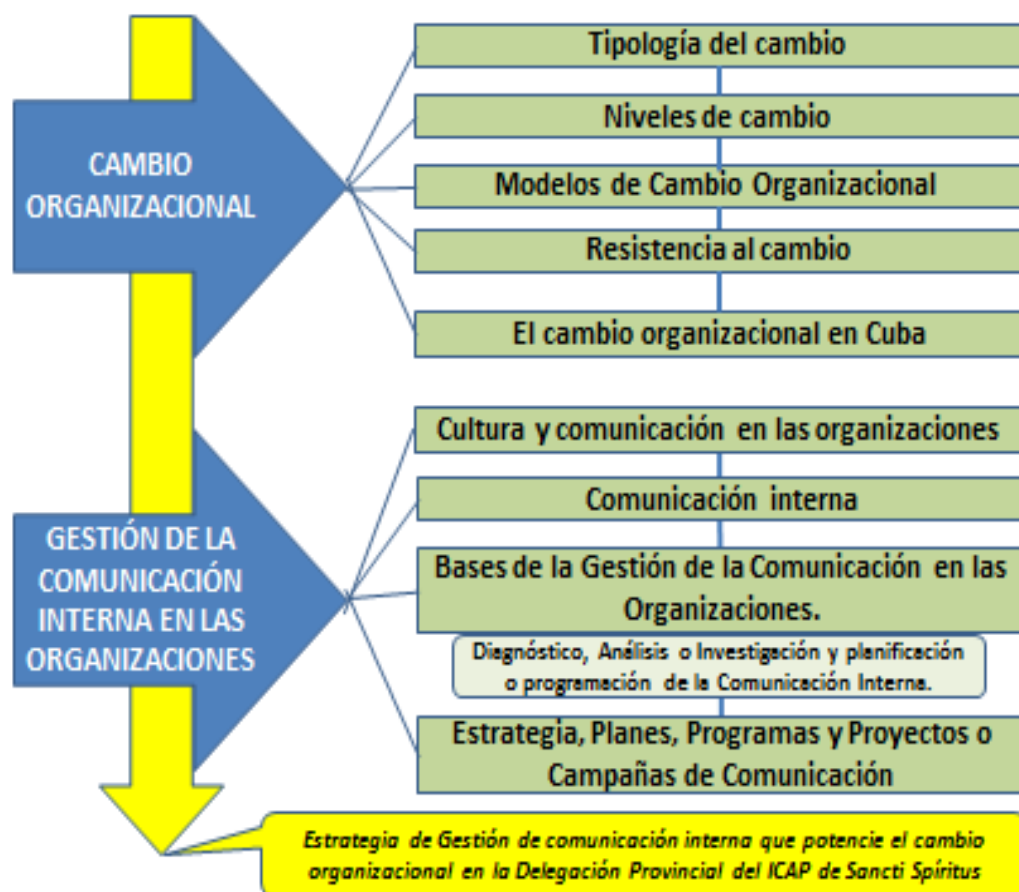 CAMBIO
ORGANIZACIONAL
Tipología del cambio
Niveles de cambio
Modelos de Cambio Organizacional
Resistencia al cambio
El cambio organizacional en Cuba
GESTIÓN DE LA
COMUNICACIÓN
INTERNA EN LAS
ORGANIZACIONES
Cultura y comunicación en las organizaciones
Comunicación interna
Bases de la Gestión de la Comunicación en las
Organizaciones.
Diagnóstico, Análisis o Investigación y planificación
o programación de la Comunicación Interna.
Estrategia, Planes, Programas y Proyectos o
Campañas de Comunicación
Estrategia de Gestión de comunicación interna que potencie el cambio
organizacional en la Delegación Provincial del ICAP de Sancti Spíritus